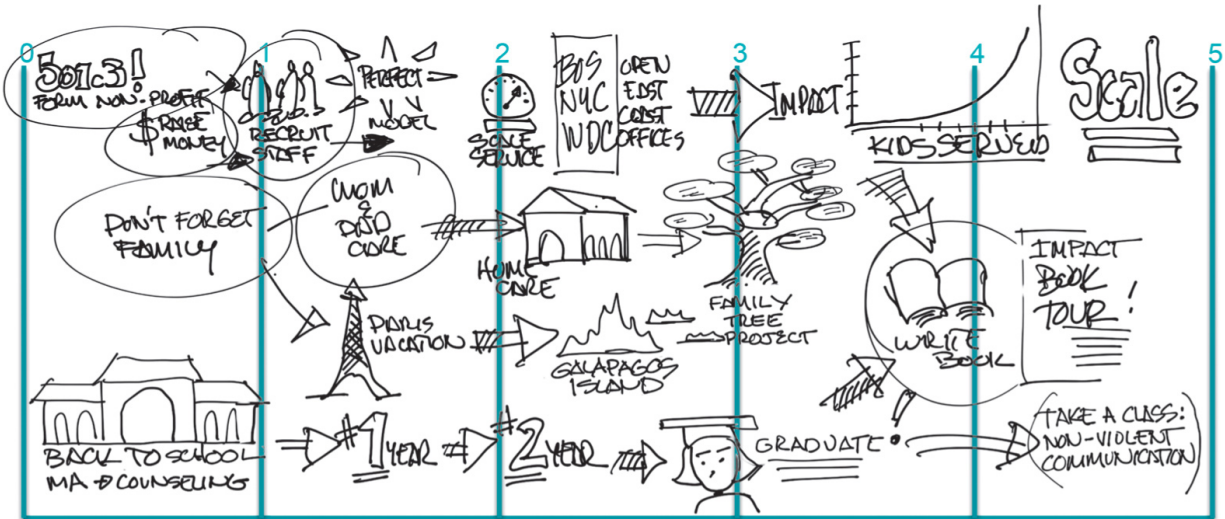 0 1 2 3 4 5
501c3!
FORM NON-PROFIT
$ RAISE
MONEY
RECRUIT
STAFF
PERFECT
MODEL
SCALE
SERVICE
BOS
NYC
WDC
OPEN
EAST
COAST
OFFICES
IMPACT
KIDS SERVED
Scale
DON'T FORGET
FAMILY
MOM
&
DAD
CARE
HOME
CARE
FAMILY
TREE
PROJECT
WRITE
BOOK
IMPACT
BOOK
TOUR!
PARIS
VACATION
GALAPAGOS
ISLAND
BACK TO SCHOOL
MA → COUNSELING
#1 YEAR
#2 YEAR
GRADUATE!
TAKE A CLASS:
NON-VIOLENT
COMMUNICATION